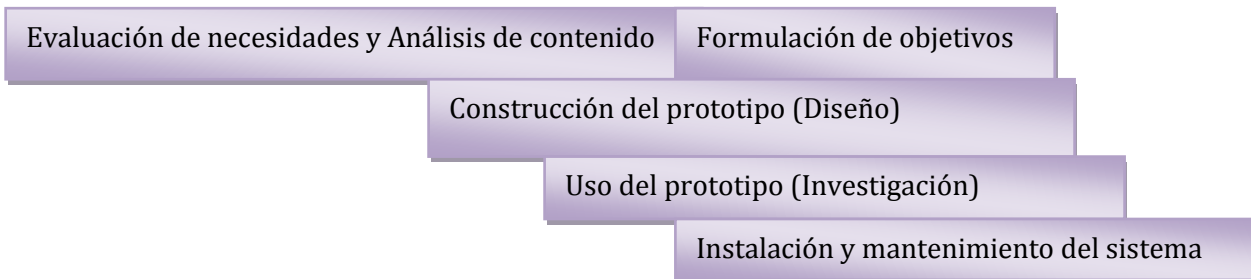 Evaluación de necesidades y Análisis de contenido
Formulación de objetivos
Construcción del prototipo (Diseño)
Uso del prototipo (Investigación)
Instalación y mantenimiento del sistema